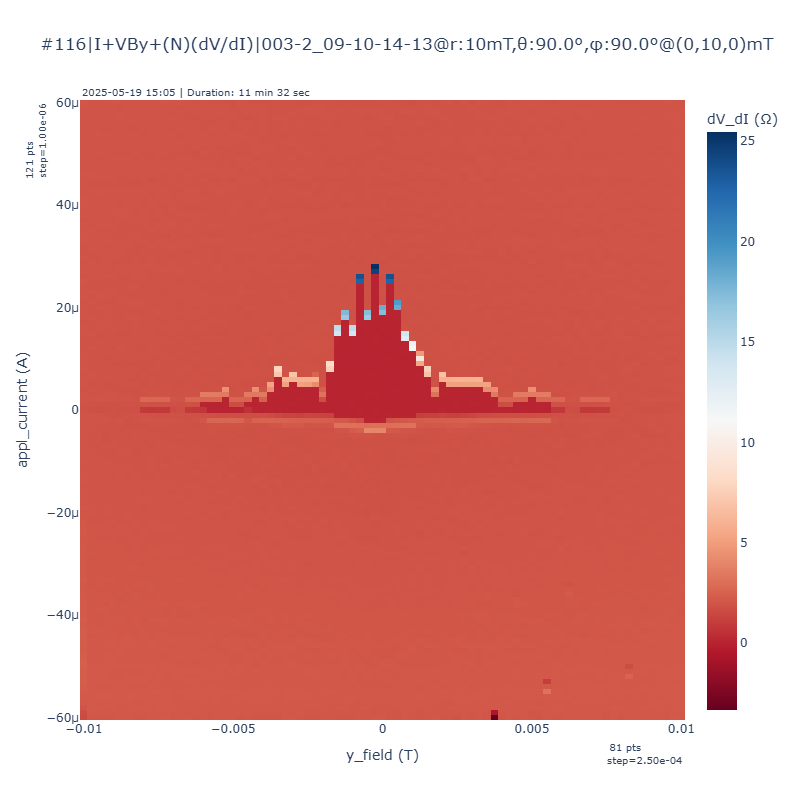 #116|I+VBy+(N)(dV/dI)|003-2_09-10-14-13@r:10mT,θ:90.0º,φ:90.0º@(0,10,0)mT
2025-05-19 15:05 | Duration: 11 min 32 sec
121 pts
step=1.00e-06
60μ
40μ
20μ
0
−20μ
−40μ
−60μ
appl_current (A)
−0.01
−0.005
0
0.005
0.01
y_field (T)
81 pts
step=2.50e-04
dV_dI (Ω)
25
20
15
10
5
0